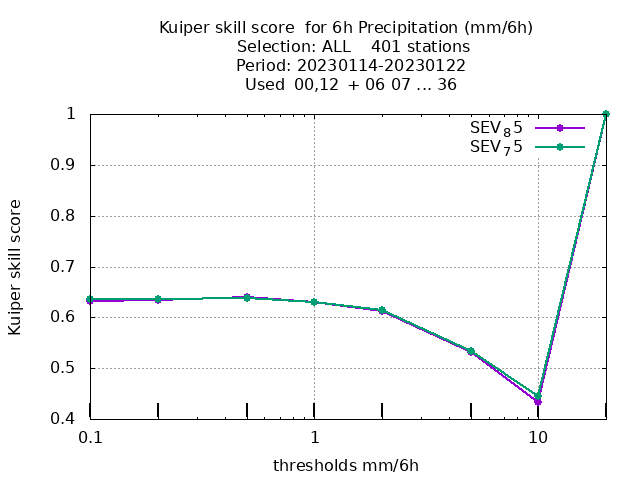 Kuiper skill score  for 6h Precipitation (mm/6h)
Selection: ALL    401 stations
Period: 20230114-20230122
Used  00,12  + 06 07 ... 36
SEV₈5
SEV₇5
1
0.9
0.8
0.7
0.6
0.5
0.4
Kuiper skill score
0.1
1
10
thresholds mm/6h